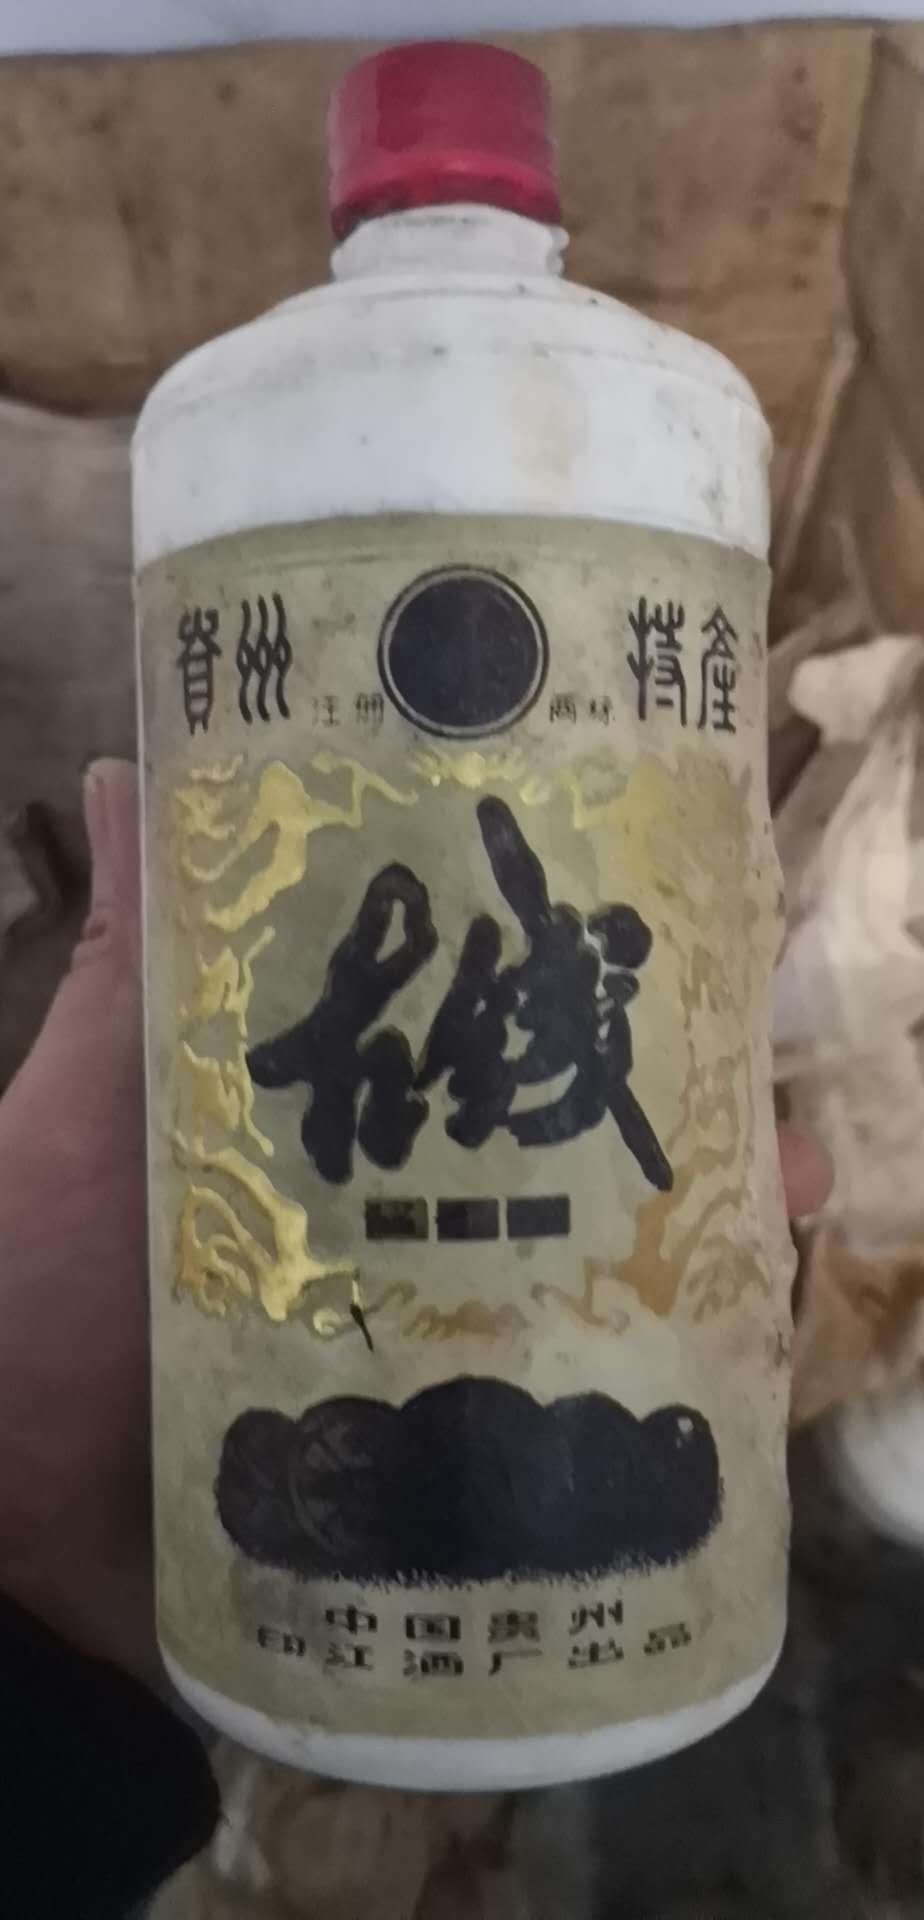 貴州 注册 商标 特產
中国贵州
印江酒厂出品